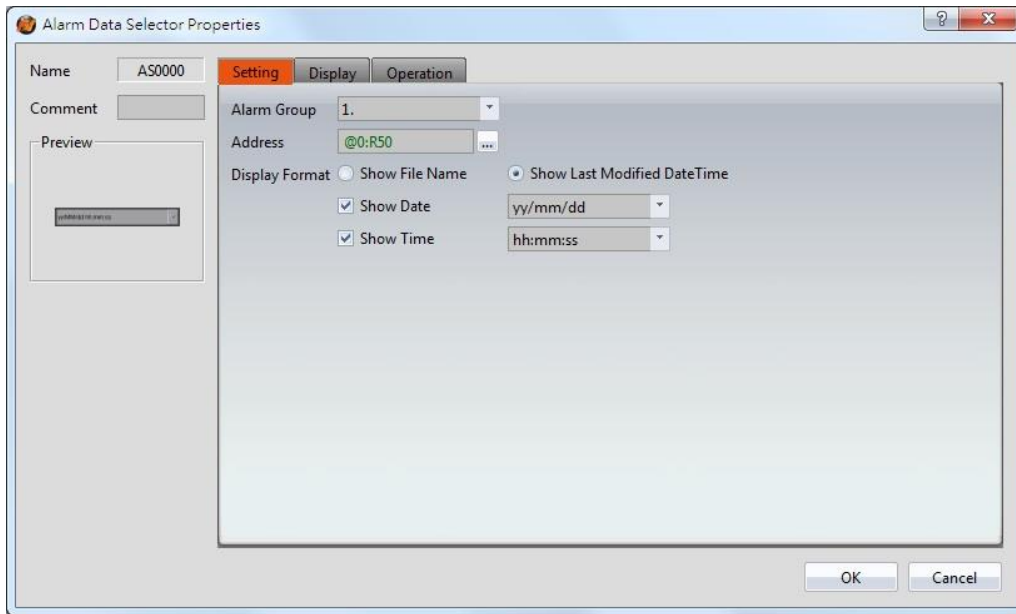 Alarm Data Selector Properties
Name AS0000
Setting Display Operation
Comment
Alarm Group 1.
Preview
Address @0:R50 ...
Display Format Show File Name Show Last Modified DateTime
Show Date yy/mm/dd
Show Time hh:mm:ss
OK Cancel